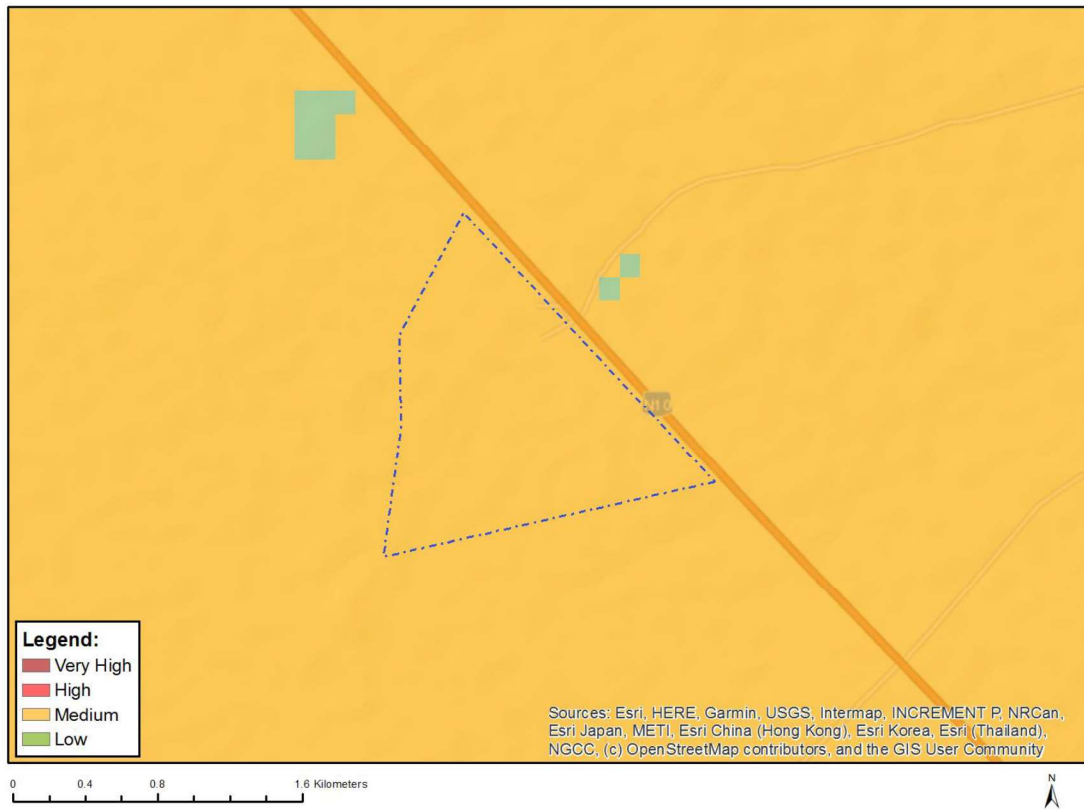 Legend:
Very High
High
Medium
Low
Sources: Esri, HERE, Garmin, USGS, Intermap, INCREMENT P, NRCan,
Esri Japan, METI, Esri China (Hong Kong), Esri Korea, Esri (Thailand),
NGCC, (c) OpenStreetMap contributors, and the GIS User Community
0 0.4 0.8 1.6 Kilometers
N